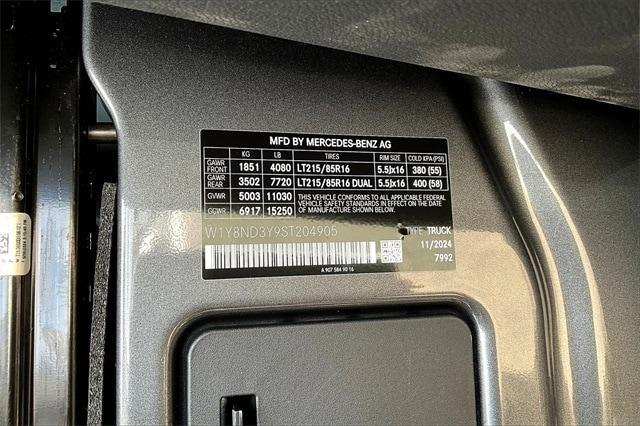 MFD BY MERCEDES-BENZ AG
KG LB TIRES RIM SIZE COLD KPA (PSI)
GAWR FRONT 1851 4080 LT215/85R16 5.5Jx16 380 (55)
GAWR REAR 3502 7720 LT215/85R16 DUAL 5.5Jx16 400 (58)
GVWR 5003 11030
GCWR 6917 15250
THIS VEHICLE CONFORMS TO ALL APPLICABLE FEDERAL MOTOR
VEHICLE SAFETY STANDARDS IN EFFECT ON THE DATE
OF MANUFACTURE SHOWN
W1Y8ND3Y9ST204905
TYPE TRUCK
11/2024
7992
A 907 584 90 16